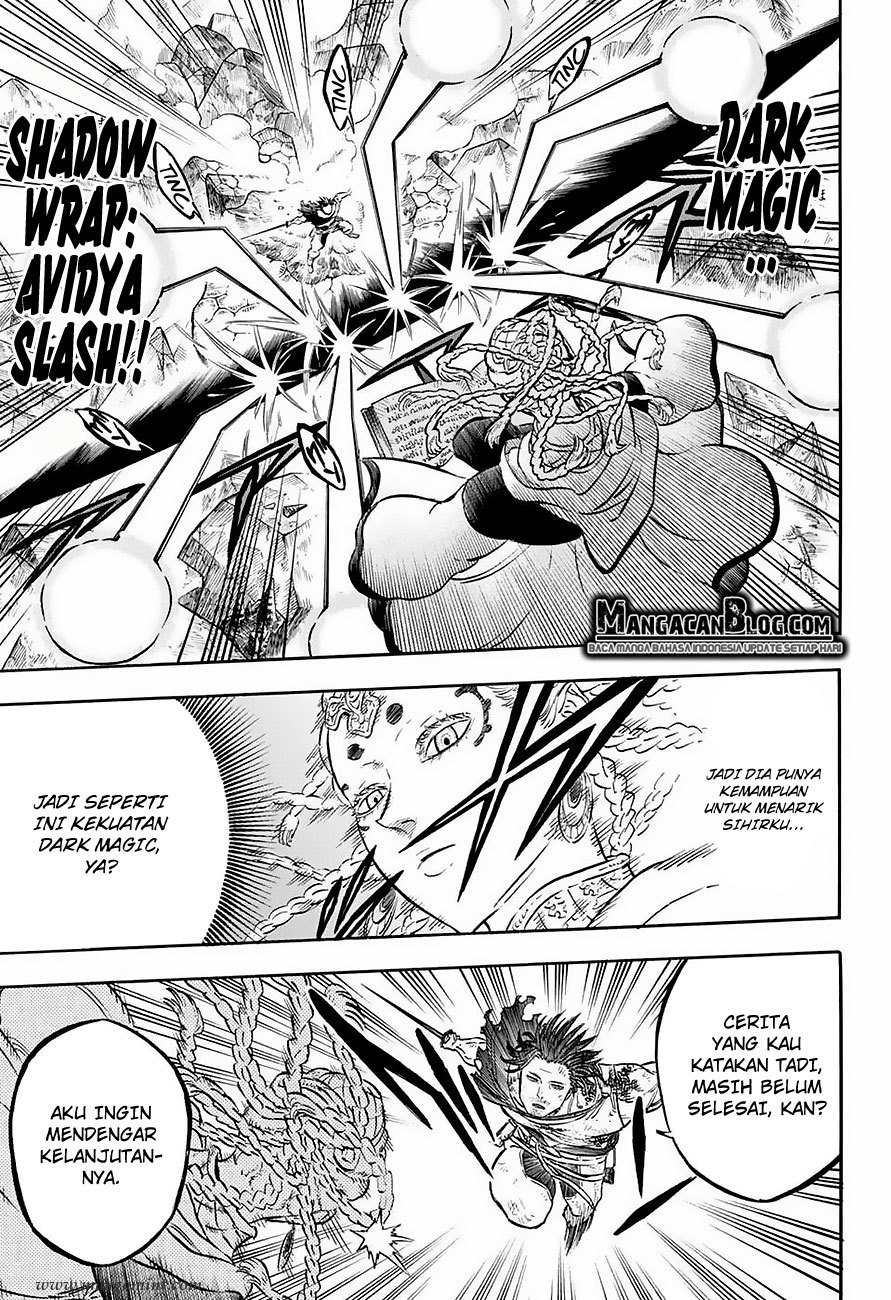 DARK
MAGIC
...
TINC
TINC
TINC
SHADOW
WRAP:
AVIDYA
SLASH!!
MANGACANBLOG.COM
BACA MANGA BAHASA INDONESIA UPDATE SETIAP HARI
JADI DIA PUNYA
KEMAMPUAN
UNTUK MENARIK
SIHIRKU...
JADI SEPERTI
INI KEKUATAN
DARK MAGIC,
YA?
CERITA
YANG KAU
KATAKAN TADI,
MASIH BELUM
SELESAI, KAN?
AKU INGIN
MENDENGAR
KELANJUTAN-
NYA.